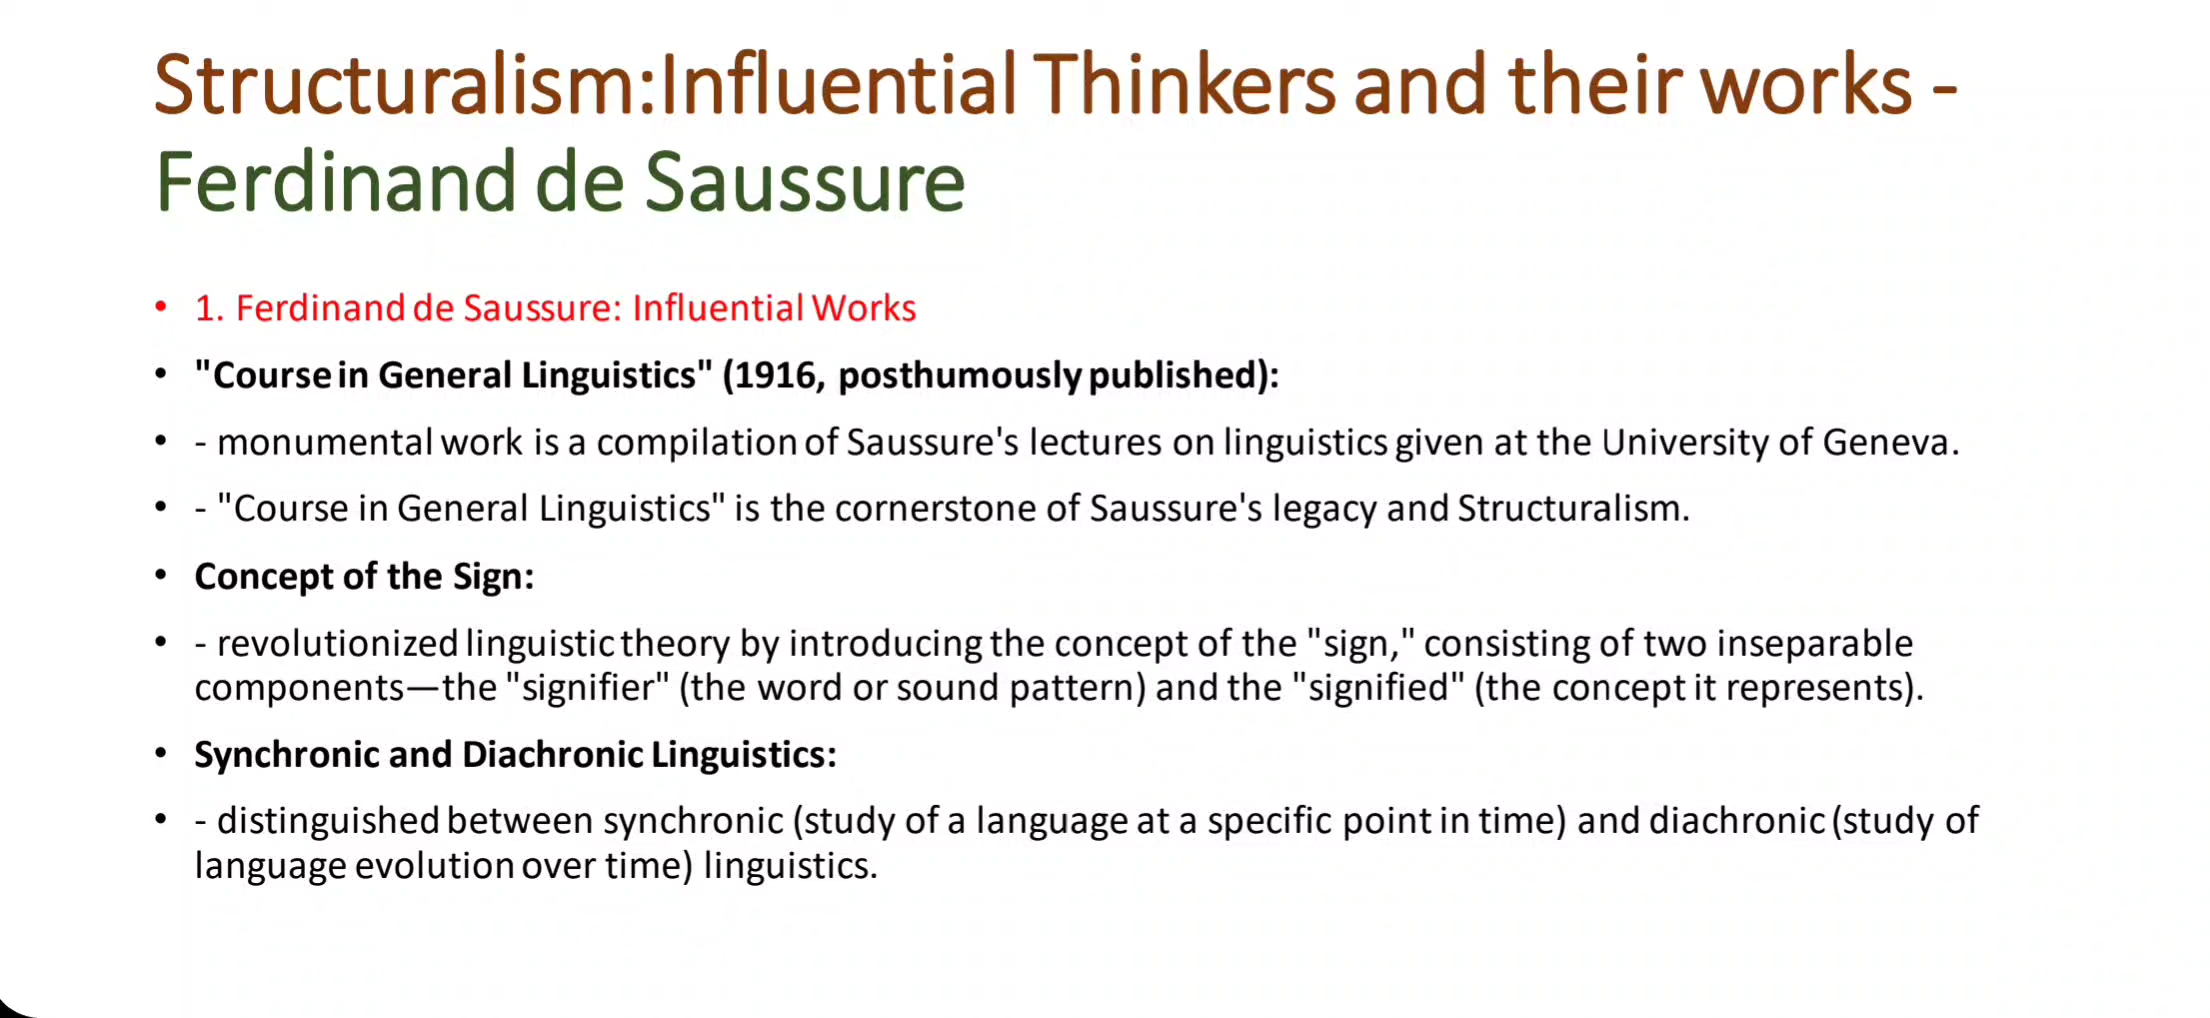 Structuralism:Influential Thinkers and their works -
Ferdinand de Saussure
• 1. Ferdinand de Saussure: Influential Works
• "Course in General Linguistics" (1916, posthumously published):
• - monumental work is a compilation of Saussure's lectures on linguistics given at the University of Geneva.
• - "Course in General Linguistics" is the cornerstone of Saussure's legacy and Structuralism.
• Concept of the Sign:
• - revolutionized linguistic theory by introducing the concept of the "sign," consisting of two inseparable
components—the "signifier" (the word or sound pattern) and the "signified" (the concept it represents).
• Synchronic and Diachronic Linguistics:
• - distinguished between synchronic (study of a language at a specific point in time) and diachronic (study of
language evolution over time) linguistics.